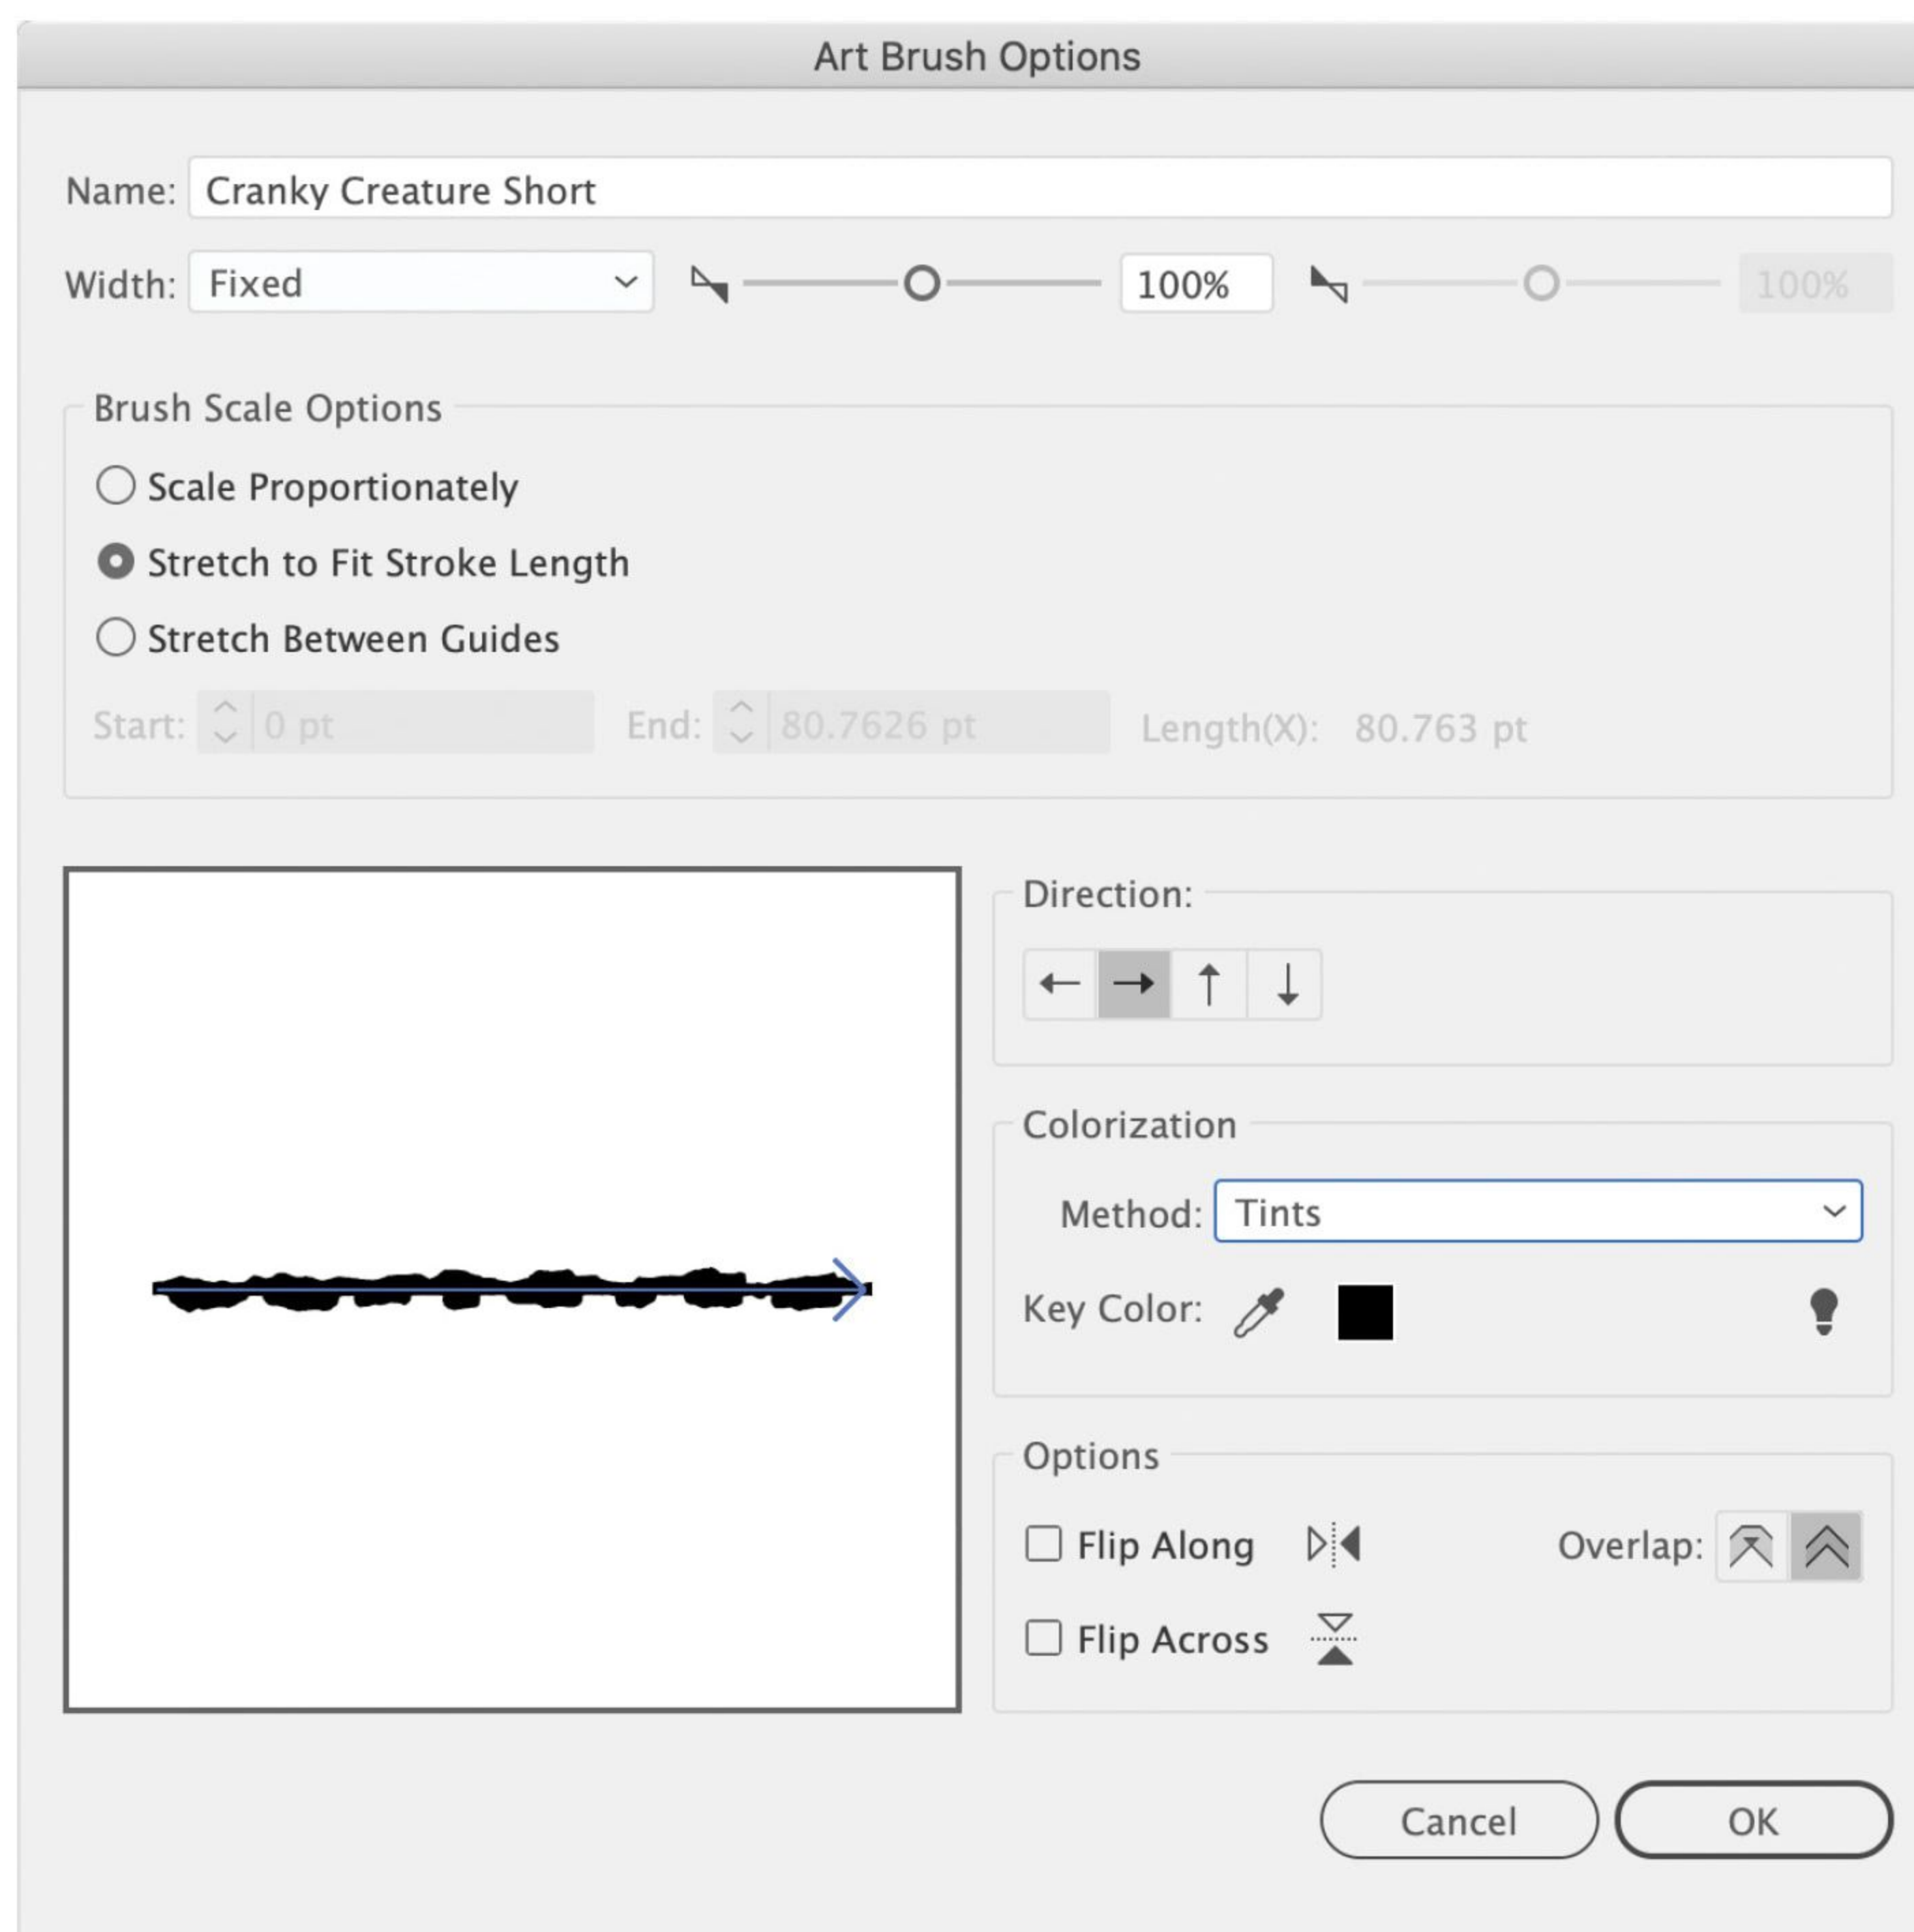 Art Brush Options
Name: Cranky Creature Short
Width: Fixed 100% 100%
Brush Scale Options
Scale Proportionately
Stretch to Fit Stroke Length
Stretch Between Guides
Start: 0 pt End: 80.7626 pt Length(X): 80.763 pt
Direction:
Colorization
Method: Tints
Key Color:
Options
Flip Along Overlap:
Flip Across
Cancel OK